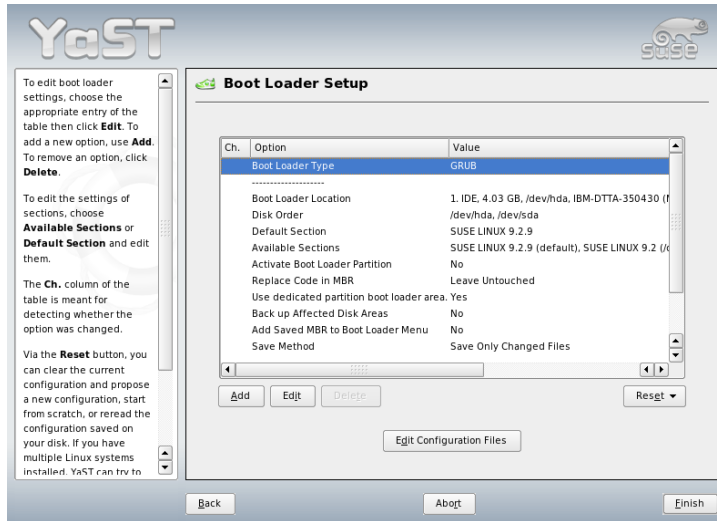 YaST
SUSE
To edit boot loader
settings, choose the
appropriate entry of the
table then click Edit. To
add a new option, use Add.
To remove an option, click
Delete.
To edit the settings of
sections, choose
Available Sections or
Default Section and edit
them.
The Ch. column of the
table is meant for
detecting whether the
option was changed.
Via the Reset button, you
can clear the current
configuration and propose
a new configuration, start
from scratch, or reread the
configuration saved on
your disk. If you have
multiple Linux systems
installed, YaST can try to
Boot Loader Setup
Ch. Option Value
Boot Loader Type GRUB
--------------------
Boot Loader Location 1. IDE, 4.03 GB, /dev/hda, IBM-DTTA-350430
Disk Order /dev/hda, /dev/sda
Default Section SUSE LINUX 9.2.9
Available Sections SUSE LINUX 9.2.9 (default), SUSE LINUX 9.2
Activate Boot Loader Partition No
Replace Code in MBR Leave Untouched
Use dedicated partition boot loader area. Yes
Back up Affected Disk Areas No
Add Saved MBR to Boot Loader Menu No
Save Method Save Only Changed Files
Add Edit Delete Reset
Edit Configuration Files
Back Abort Finish